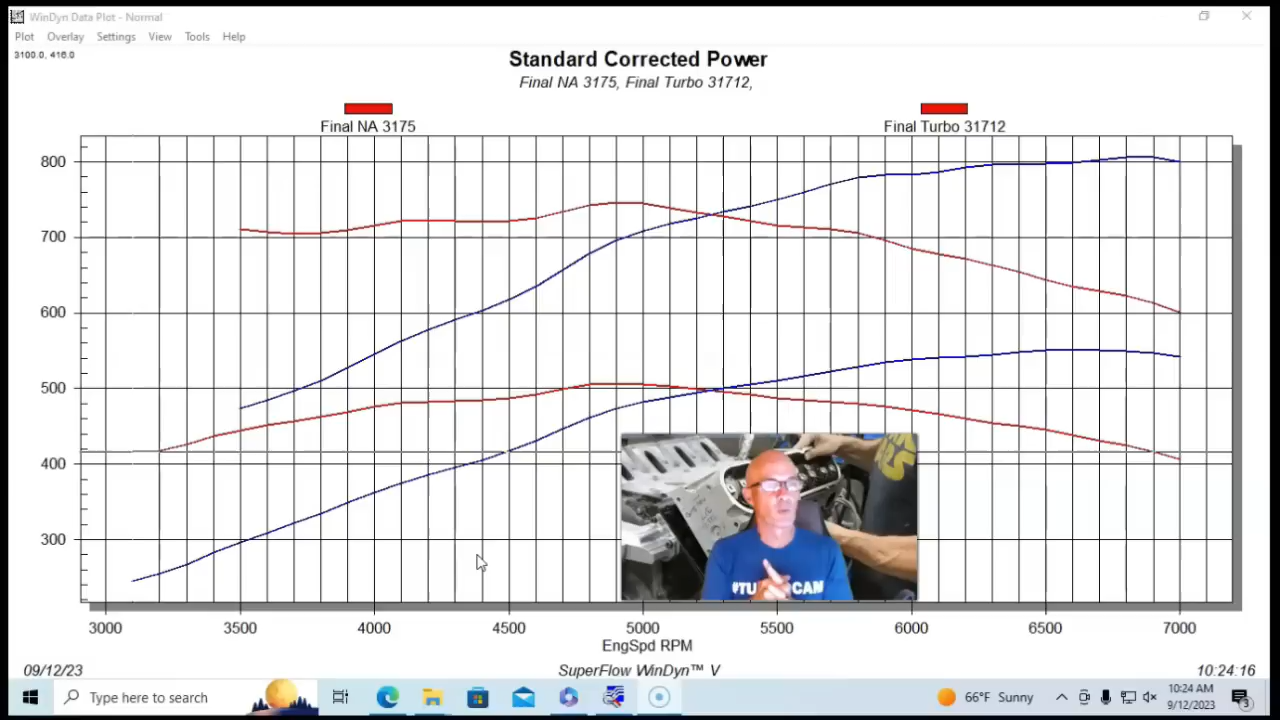 WinDyn Data Plot - Normal
Plot Overlay Settings View Tools Help
3100.0, 416.0
Standard Corrected Power
Final NA 3175, Final Turbo 31712,
Final NA 3175 Final Turbo 31712
800
700
600
500
400
300
3000 3500 4000 4500 5000 5500 6000 6500 7000
EngSpd RPM
09/12/23 SuperFlow WinDyn™ V 10:24:16
Type here to search
66°F Sunny
10:24 AM
9/12/2023
3